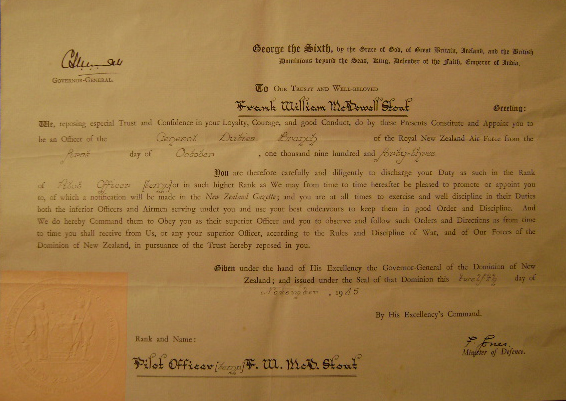 George the Sixth, by the Grace of God, of Great Britain, Ireland, and the British
Dominions beyond the Seas, King, Defender of the Faith, Emperor of India.
GOVERNOR-GENERAL.
To OUR TRUSTY AND WELL-BELOVED
Frank William McDowell Stout Greeting:
We, reposing especial Trust and Confidence in your Loyalty, Courage, and good Conduct, do by these Presents Constitute and Appoint you to
be an Officer of the General Duties Branch of the Royal New Zealand Air Force from the
first day of October, one thousand nine hundred and forty-three
You are therefore carefully and diligently to discharge your Duty as such in the Rank
of Pilot Officer [temp] or in such higher Rank as We may from time to time hereafter be pleased to promote or appoint you
to, of which a notification will be made in the New Zealand Gazette; and you are at all times to exercise and well discipline in their Duties
both the inferior Officers and Airmen serving under you and use your best endeavours to keep them in good Order and Discipline. And
We do hereby Command them to Obey you as their superior Officer and you to observe and follow such Orders and Directions as from time
to time you shall receive from Us, or any your superior Officer, according to the Rules and Discipline of War, and of Our Forces of the
Dominion of New Zealand, in pursuance of the Trust hereby reposed in you.
Given under the hand of His Excellency the Governor-General of the Dominion of New
Zealand; and issued under the Seal of that Dominion this twelfth day of
November, 1945
By His Excellency's Command.
F. Jones
Minister of Defence.
Rank and Name:
Pilot Officer [temp] F. W. McD. Stout